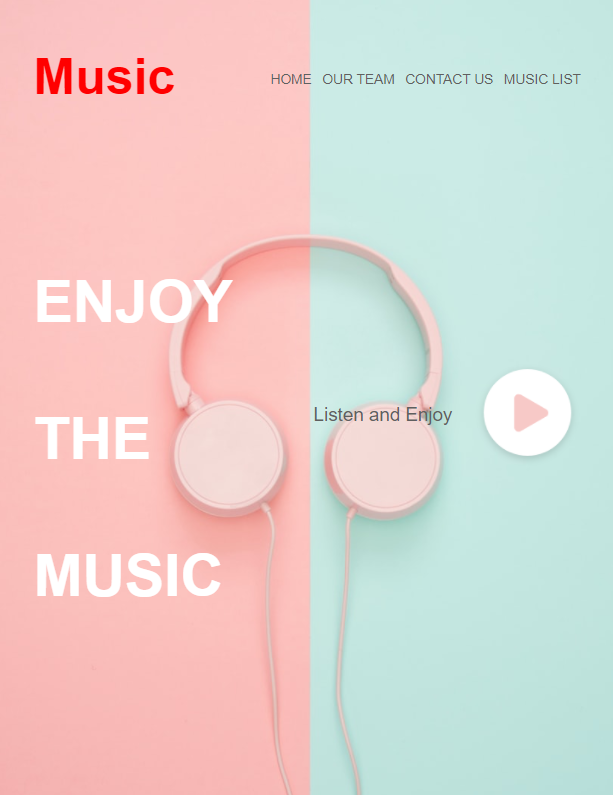 Music
HOME OUR TEAM CONTACT US MUSIC LIST
ENJOY
THE
MUSIC
Listen and Enjoy